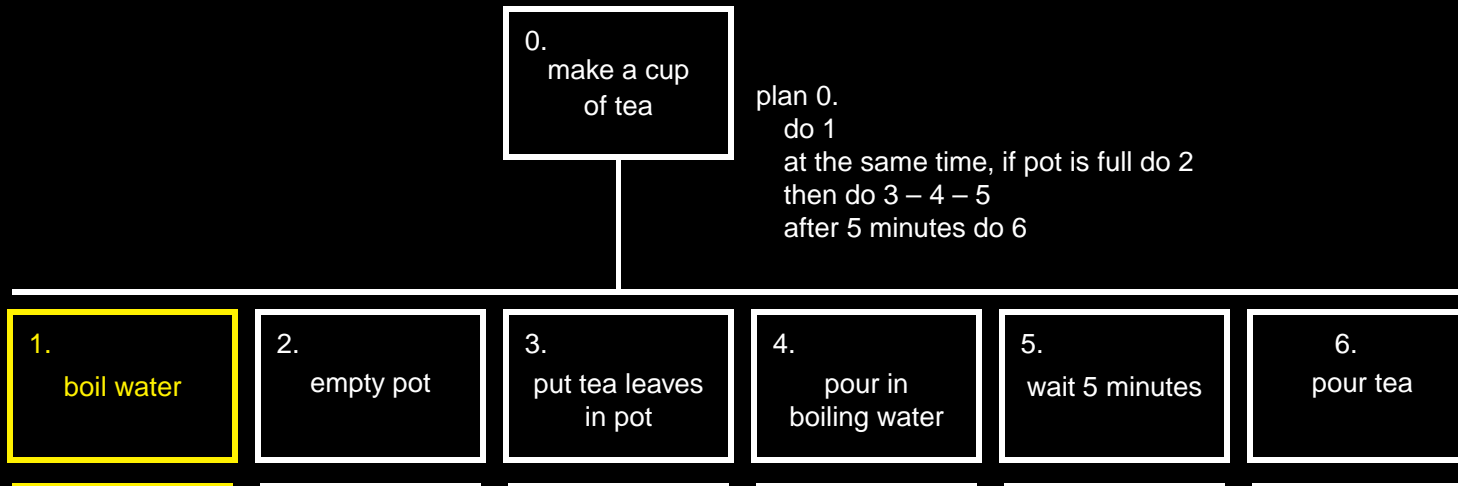 0.
make a cup
of tea
plan 0.
do 1
at the same time, if pot is full do 2
then do 3 – 4 – 5
after 5 minutes do 6
1.
boil water
2.
empty pot
3.
put tea leaves
in pot
4.
pour in
boiling water
5.
wait 5 minutes
6.
pour tea